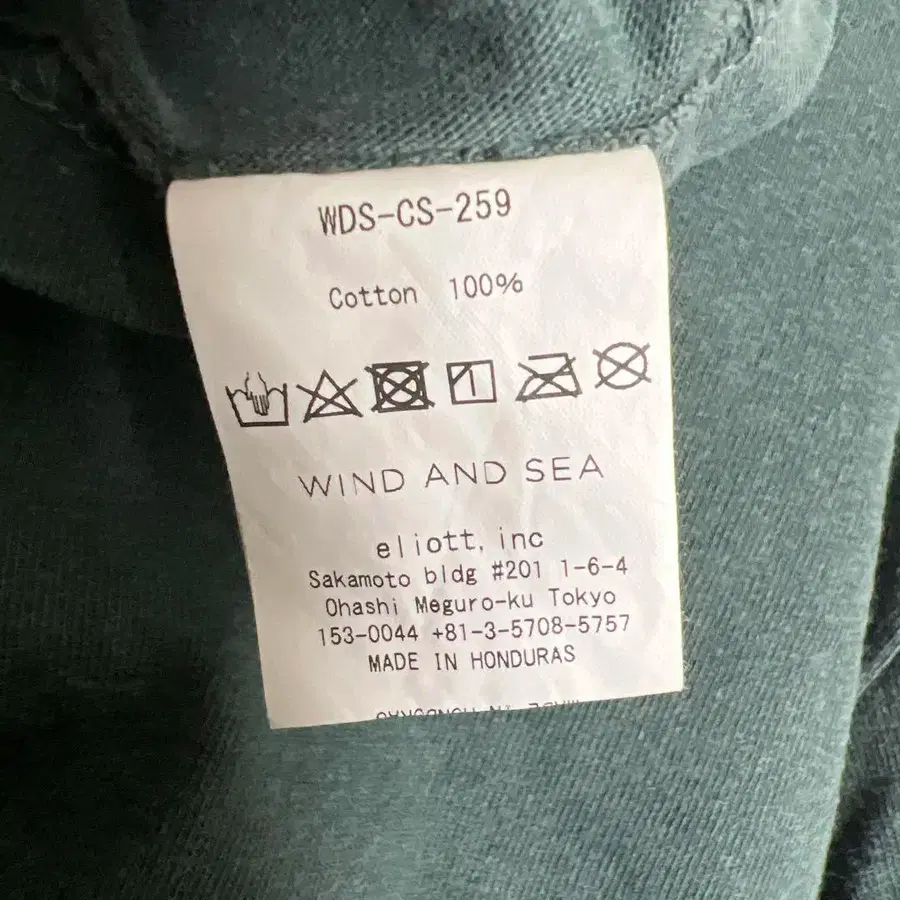 WDS-CS-259
Cotton 100%
WIND AND SEA
eliott, inc
Sakamoto bldg #201 1-6-4
Ohashi Meguro-ku Tokyo
153-0044 +81-3-5708-5757
MADE IN HONDURAS